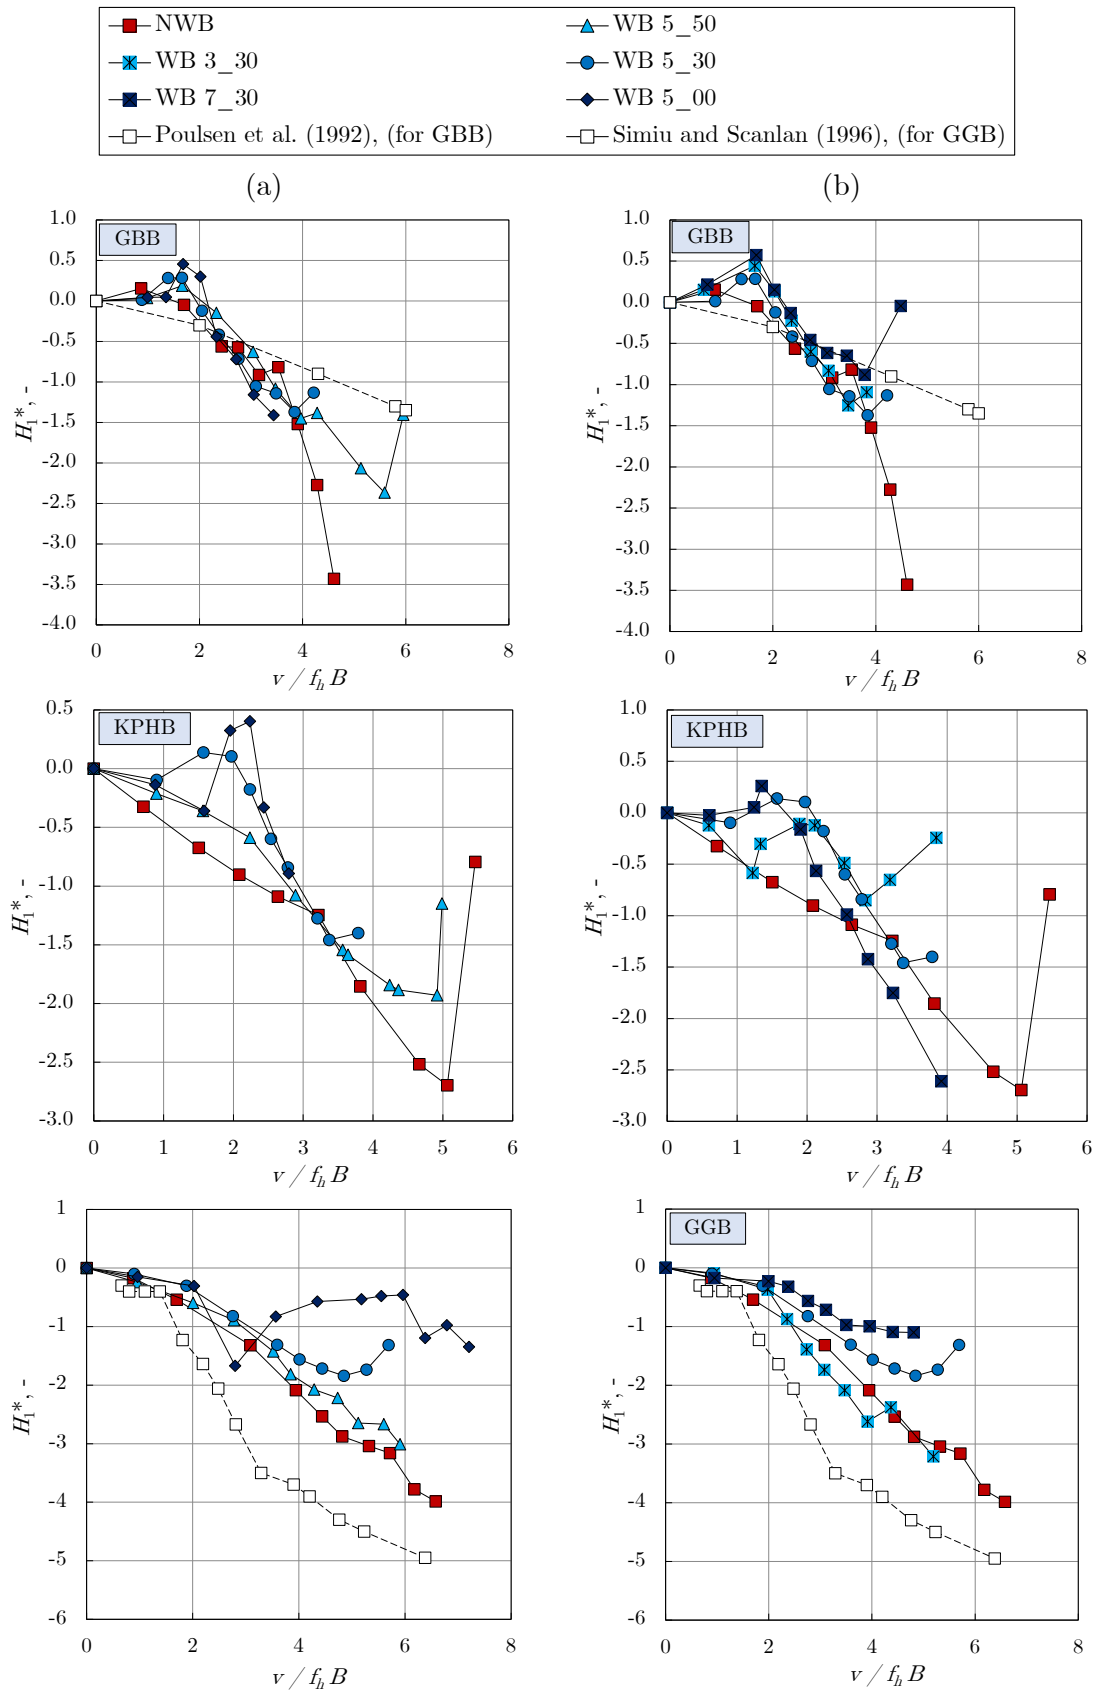 NWB WB 5_50
WB 3_30 WB 5_30
WB 7_30 WB 5_00
Poulsen et al. (1992), (for GBB) Simiu and Scanlan (1996), (for GGB)
(a) (b)
GBB
1.0
0.5
0.0
-0.5
-1.0
-1.5
-2.0
-2.5
-3.0
-3.5
-4.0
H₁*, -
0 2 4 6 8
v / fₕ B
GBB
1.0
0.5
0.0
-0.5
-1.0
-1.5
-2.0
-2.5
-3.0
-3.5
-4.0
H₁*, -
0 2 4 6 8
v / fₕ B
KPHB
0.5
0.0
-0.5
-1.0
-1.5
-2.0
-2.5
-3.0
H₁*, -
0 1 2 3 4 5 6
v / fₕ B
KPHB
1.0
0.5
0.0
-0.5
-1.0
-1.5
-2.0
-2.5
-3.0
H₁*, -
0 1 2 3 4 5 6
v / fₕ B
1
0
-1
-2
-3
-4
-5
-6
H₁*, -
0 2 4 6 8
v / fₕ B
GGB
1
0
-1
-2
-3
-4
-5
-6
H₁*, -
0 2 4 6 8
v / fₕ B